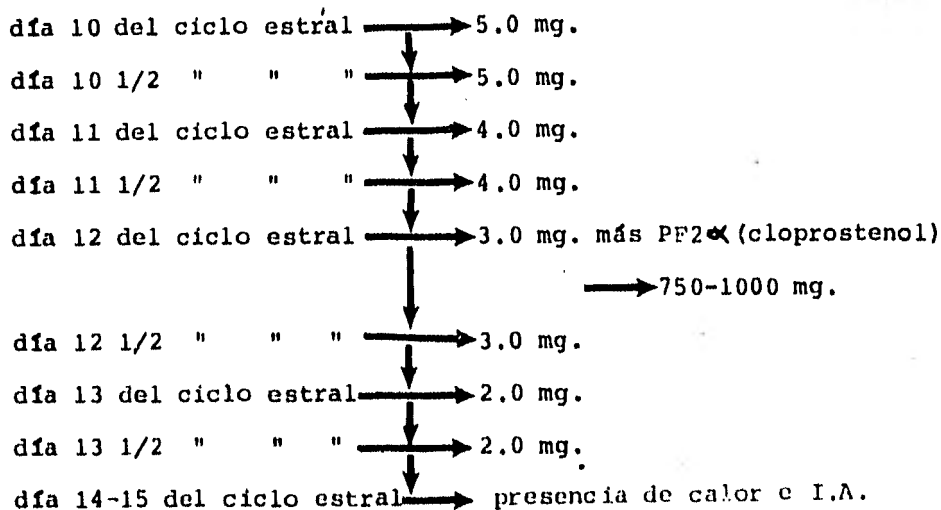 día 10 del ciclo estral 5.0 mg.
día 10 1/2 " " " 5.0 mg.
día 11 del ciclo estral 4.0 mg.
día 11 1/2 " " " 4.0 mg.
día 12 del ciclo estral 3.0 mg. más PF2α (cloprostenol)
750-1000 mg.
día 12 1/2 " " " 3.0 mg.
día 13 del ciclo estral 2.0 mg.
día 13 1/2 " " " 2.0 mg.
día 14-15 del ciclo estral presencia de calor e I.A.